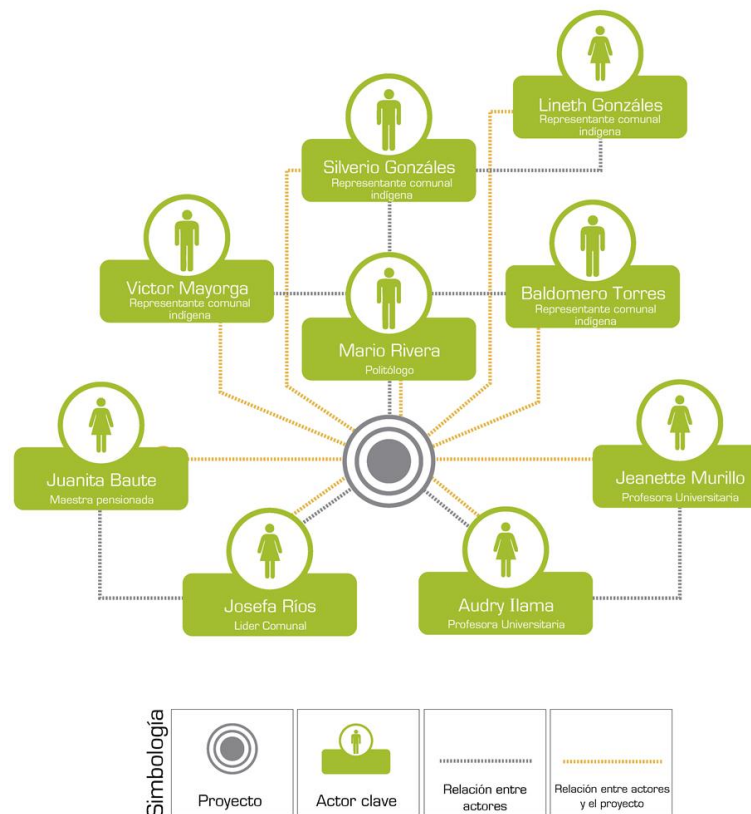 Lineth Gonzáles
Representante comunal
indígena
Silverio Gonzáles
Representante comunal
indígena
Victor Mayorga
Representante comunal
indígena
Baldomero Torres
Representante comunal
indígena
Mario Rivera
Politólogo
Juanita Baute
Maestra pensionada
Jeanette Murillo
Profesora Universitaria
Josefa Ríos
Lider Comunal
Audry Ilama
Profesora Universitaria
Simbología
Proyecto
Actor clave
Relación entre
actores
Relación entre actores
y el proyecto